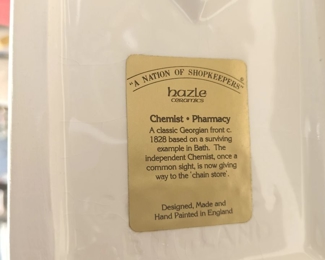 "A NATION OF SHOPKEEPERS"
®
hazle
CERAMICS
Chemist • Pharmacy
A classic Georgian front c.
1828 based on a surviving
example in Bath. The
independent Chemist, once a
common sight, is now giving
way to the 'chain store'.
Designed, Made and
Hand Painted in England